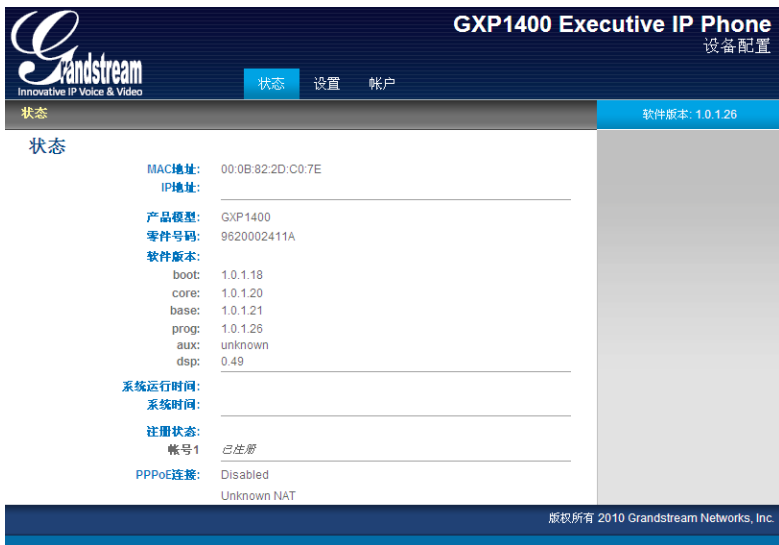 GXP1400 Executive IP Phone
设备配置
Grandstream
Innovative IP Voice & Video
状态 设置 帐户
状态
软件版本: 1.0.1.26
状态
MAC地址: 00:0B:82:2D:C0:7E
IP地址:
产品模型: GXP1400
零件号码: 9620002411A
软件版本:
boot: 1.0.1.18
core: 1.0.1.20
base: 1.0.1.21
prog: 1.0.1.26
aux: unknown
dsp: 0.49
系统运行时间:
系统时间:
注册状态:
帐号1 已注册
PPPoE连接: Disabled
Unknown NAT
版权所有 2010 Grandstream Networks, Inc.